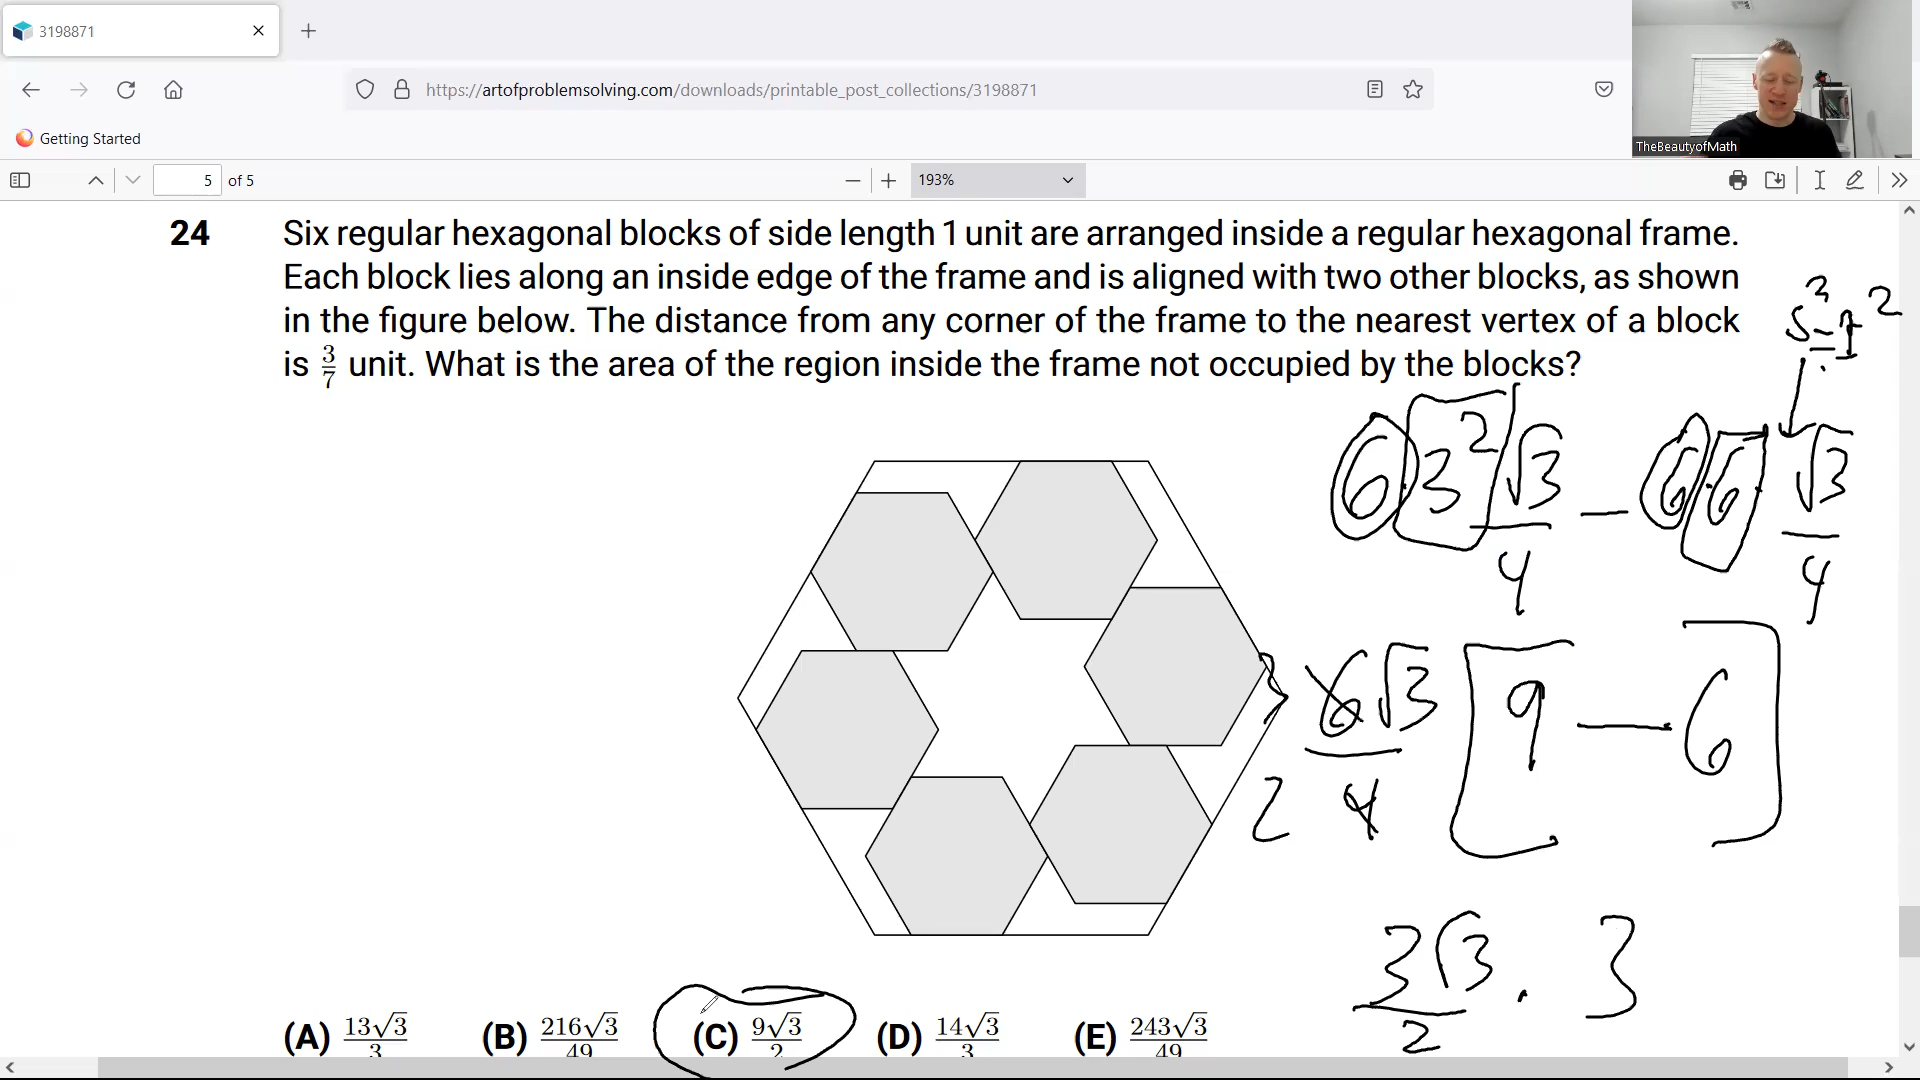 3198871
https://artofproblemsolving.com/downloads/printable_post_collections/3198871
Getting Started
TheBeautyofMath
5 of 5
193%
24 Six regular hexagonal blocks of side length 1 unit are arranged inside a regular hexagonal frame.
Each block lies along an inside edge of the frame and is aligned with two other blocks, as shown
in the figure below. The distance from any corner of the frame to the nearest vertex of a block
is 3/7 unit. What is the area of the region inside the frame not occupied by the blocks?
6 · 3² √3/4 − 6 · 6 · √3/4
6√3/4 [9 − 6]
3√3/2 · 3
(A) 13√3/3 (B) 216√3/49 (C) 9√3/2 (D) 14√3/3 (E) 243√3/49